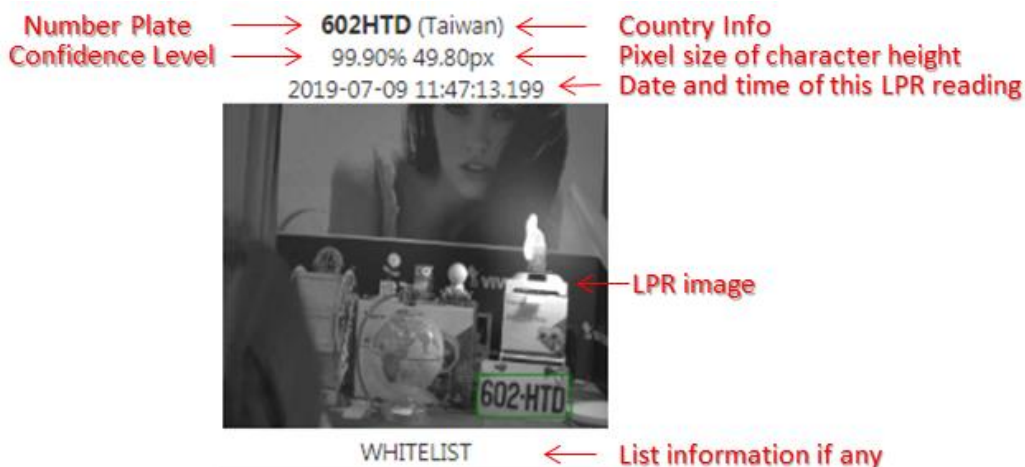 Number Plate → 602HTD (Taiwan) ← Country Info
Confidence Level → 99.90% 49.80px ← Pixel size of character height
2019-07-09 11:47:13.199 ← Date and time of this LPR reading
← LPR image
602·HTD
WHITELIST ← List information if any